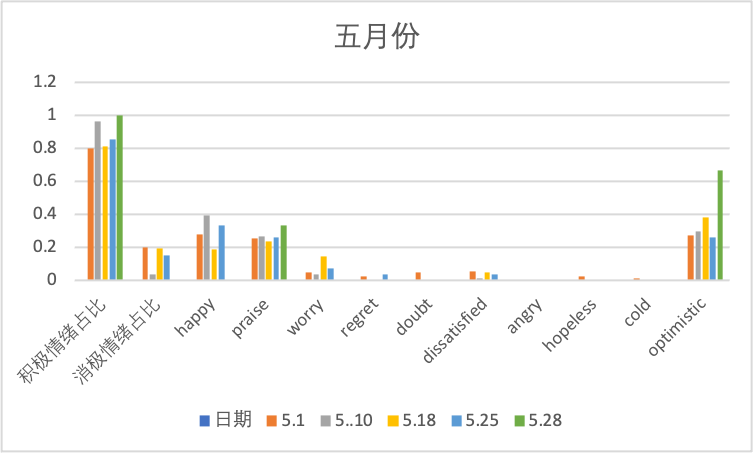 五月份
1.2
1
0.8
0.6
0.4
0.2
0
积极情绪占比
消极情绪占比
happy
praise
worry
regret
doubt
dissatisfied
angry
hopeless
cold
optimistic
日期 5.1 5..10 5.18 5.25 5.28